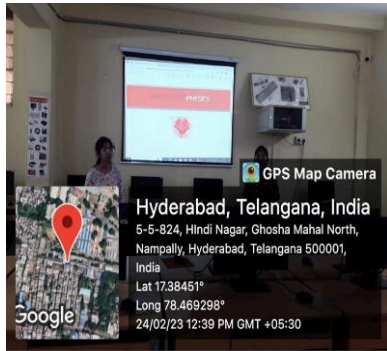 PHYSICS
GPS Map Camera
Hyderabad, Telangana, India
5-5-824, HIndi Nagar, Ghosha Mahal North,
Nampally, Hyderabad, Telangana 500001,
India
Lat 17.38451°
Long 78.469298°
24/02/23 12:39 PM GMT +05:30
Google